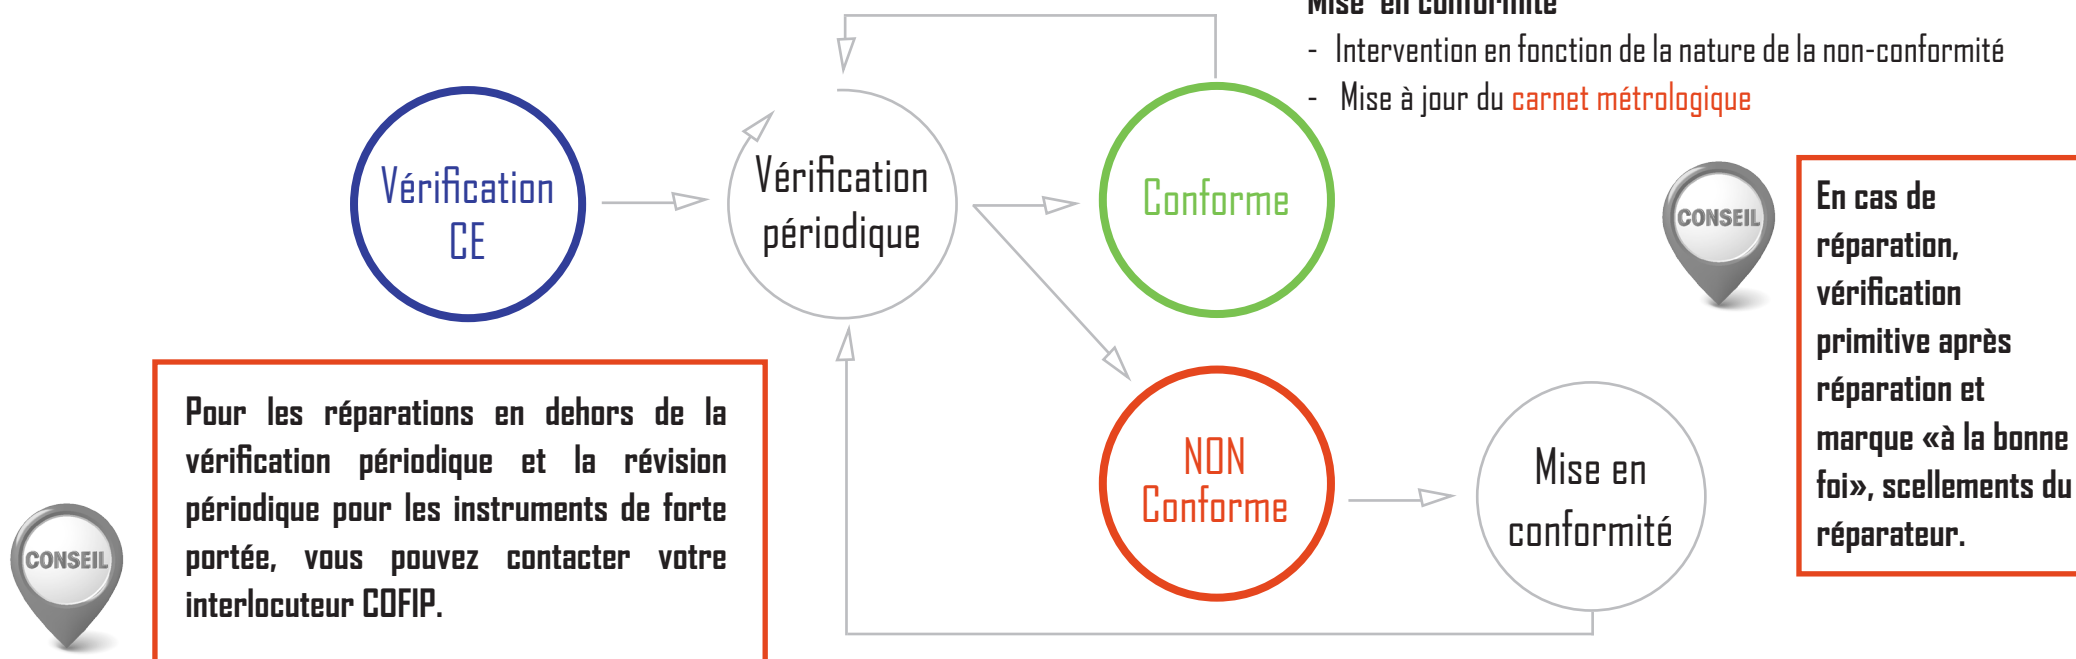 Mise en conformité
- Intervention en fonction de la nature de la non-conformité
- Mise à jour du carnet métrologique
Vérification
CE
Vérification
périodique
Conforme
CONSEIL
En cas de
réparation,
vérification
primitive après
réparation et
marque «à la bonne
foi», scellements du
réparateur.
Pour les réparations en dehors de la
vérification périodique et la révision
périodique pour les instruments de forte
portée, vous pouvez contacter votre
interlocuteur COFIP.
CONSEIL
NON
Conforme
Mise en
conformité